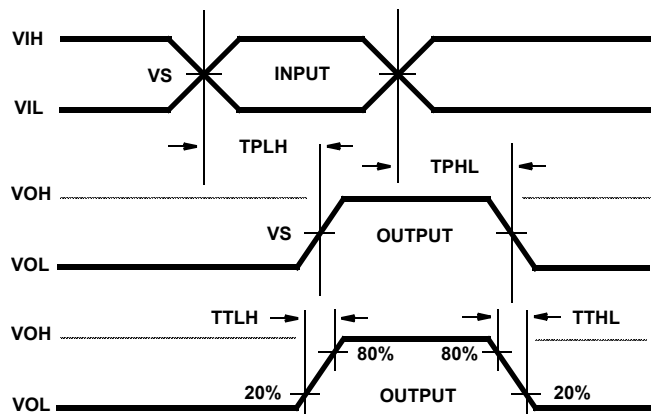 VIH
VS
INPUT
VIL
TPLH
TPHL
VOH
VS
OUTPUT
VOL
TTLH
TTHL
VOH
80%
80%
20%
OUTPUT
20%
VOL